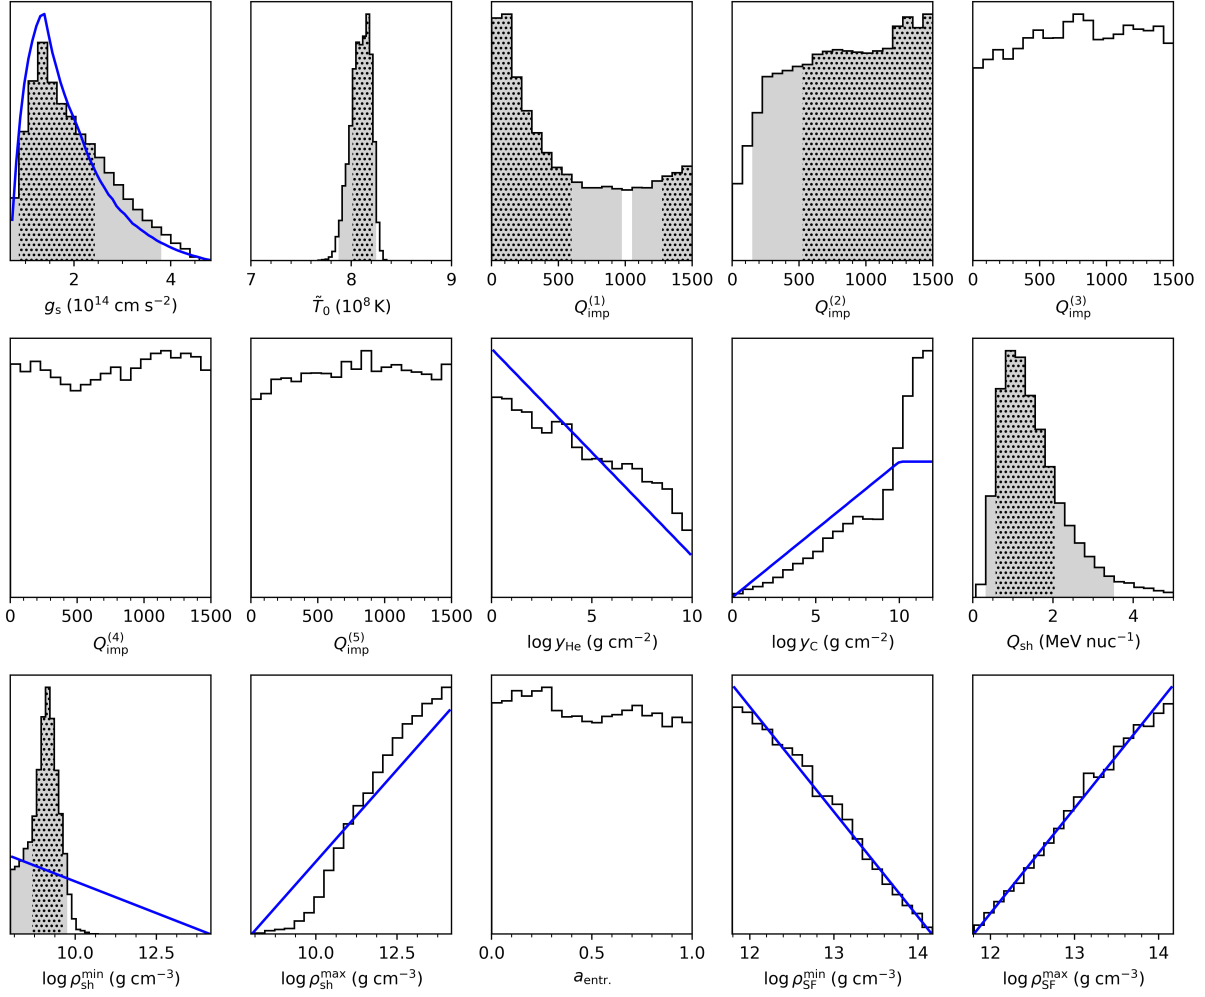 2 4
g_s (10^14 cm s^−2)
7 8 9
T̃_0 (10^8 K)
0 500 1000 1500
Q_imp^(1)
0 500 1000 1500
Q_imp^(2)
0 500 1000 1500
Q_imp^(3)
0 500 1000 1500
Q_imp^(4)
0 500 1000 1500
Q_imp^(5)
0 5 10
log y_He (g cm^−2)
0 5 10
log y_C (g cm^−2)
0 2 4
Q_sh (MeV nuc^−1)
10.0 12.5
log ρ_sh^min (g cm^−3)
10.0 12.5
log ρ_sh^max (g cm^−3)
0.0 0.5 1.0
a_entr.
12 13 14
log ρ_SF^min (g cm^−3)
12 13 14
log ρ_SF^max (g cm^−3)